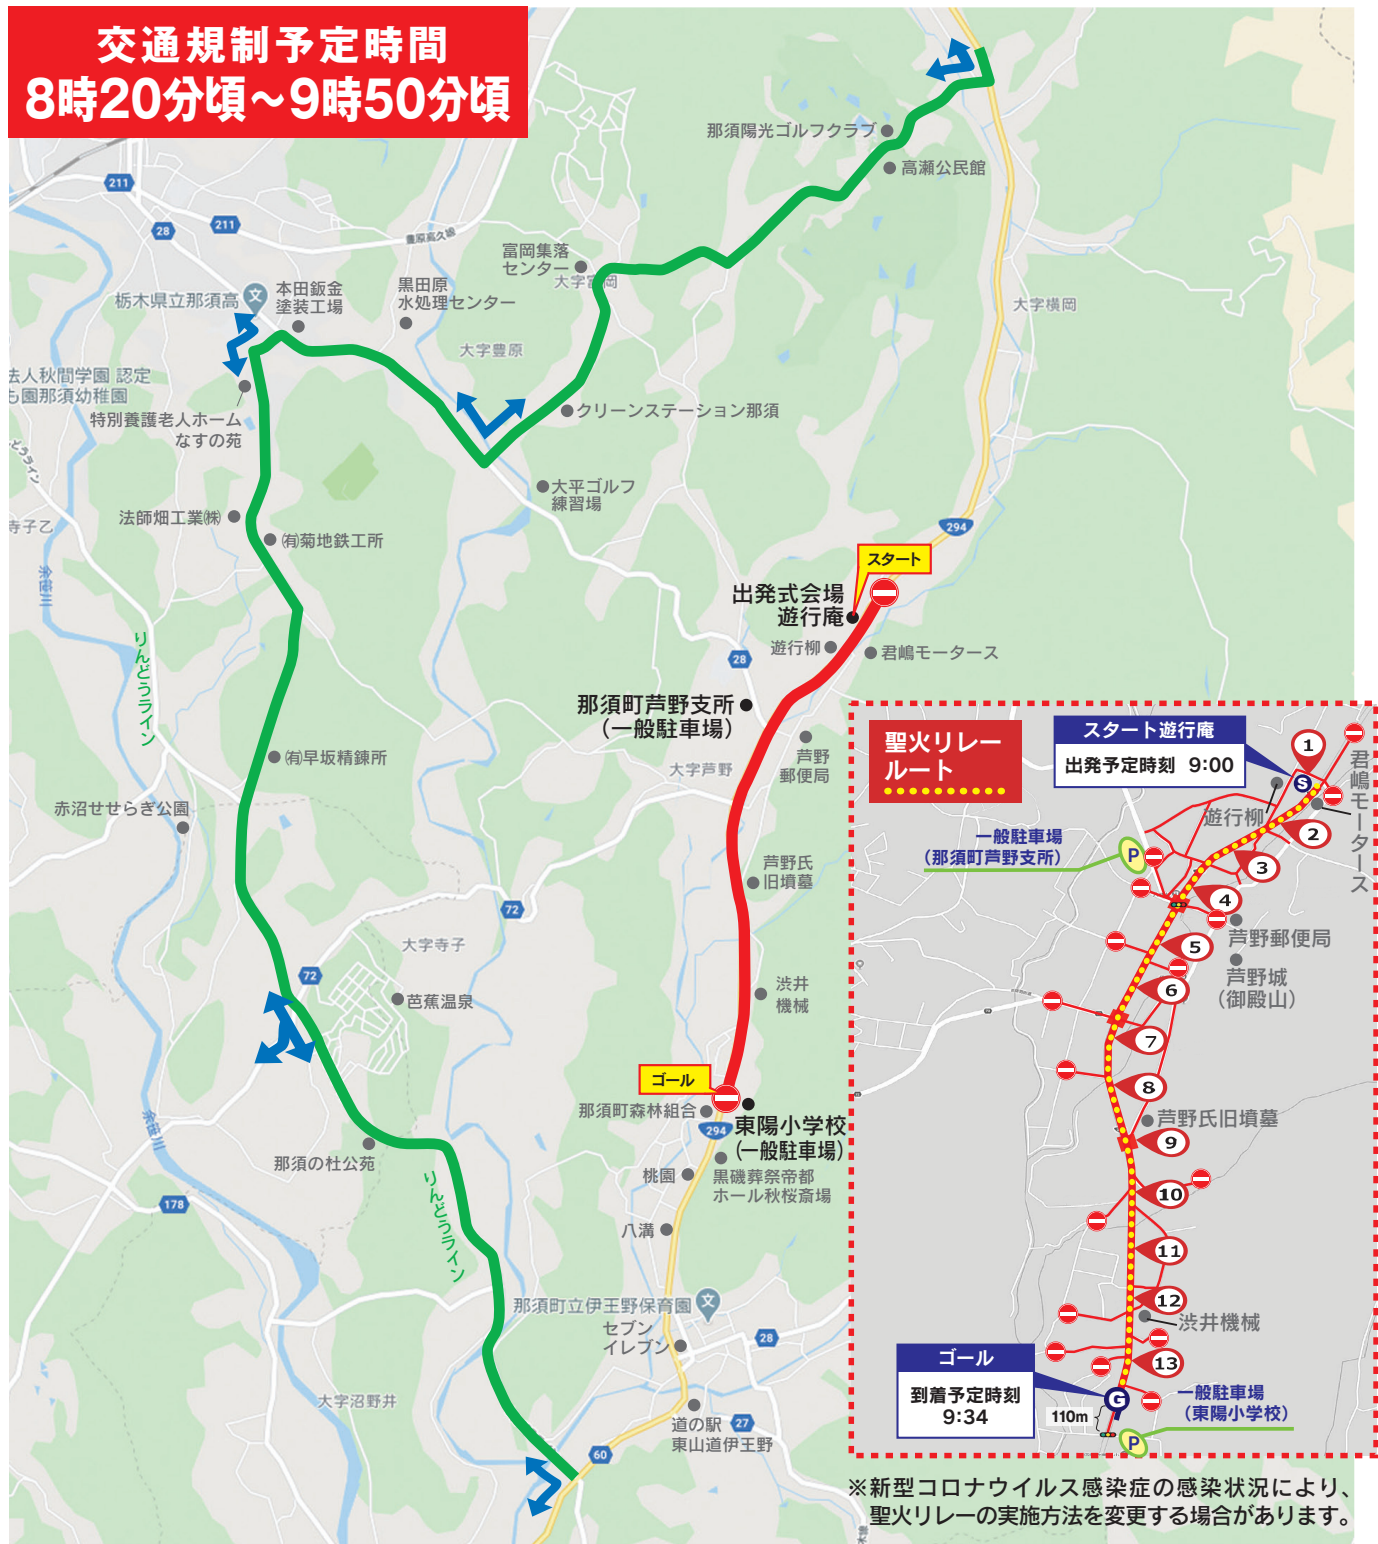 交通規制予定時間
8時20分頃～9時50分頃
那須陽光ゴルフクラブ
高瀬公民館
211
28
211
豊原高久線
富岡集落
センター
大字富岡
栃木県立那須高
本田鈑金
塗装工場
黒田原
水処理センター
大字横岡
大字豊原
法人秋間学園 認定
も園那須幼稚園
特別養護老人ホーム
なすの苑
クリーンステーション那須
大平ゴルフ
練習場
法師畑工業㈱
㈲菊地鉄工所
寺子乙
余笹川
294
スタート
出発式会場
遊行庵
遊行柳
君嶋モータース
28
りんどうライン
那須町芦野支所
（一般駐車場）
芦野
郵便局
㈲早坂精錬所
大字芦野
赤沼せせらぎ公園
芦野氏
旧墳墓
72
大字寺子
72
芭蕉温泉
渋井
機械
ゴール
那須町森林組合
294
東陽小学校
（一般駐車場）
余笹川
那須の杜公苑
りんどうライン
桃園
黒磯葬祭帝都
ホール秋桜斎場
178
八溝
那須町立伊王野保育園
セブン
イレブン
28
大字沼野井
道の駅
東山道伊王野
27
60
聖火リレー
ルート
スタート遊行庵
出発予定時刻 9:00
1
S
君嶋モータース
遊行柳
2
一般駐車場
（那須町芦野支所）
P
3
4
芦野郵便局
5
芦野城
（御殿山）
6
7
8
芦野氏旧墳墓
9
10
11
12
渋井機械
13
ゴール
到着予定時刻
9:34
G
110m
一般駐車場
（東陽小学校）
P
※新型コロナウイルス感染症の感染状況により、
聖火リレーの実施方法を変更する場合があります。